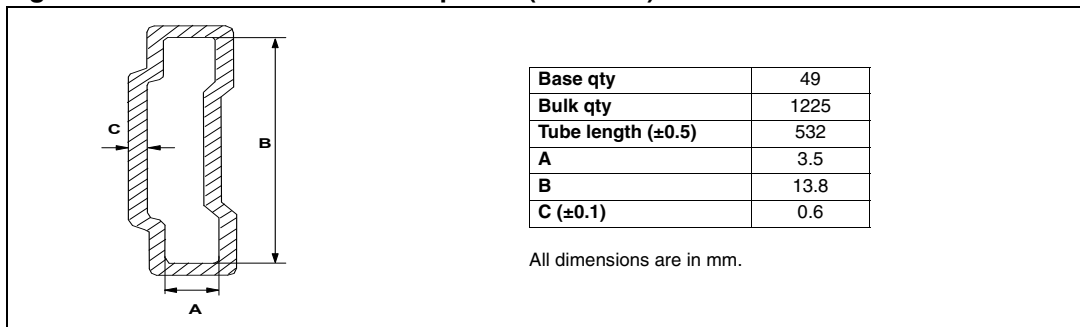 C
B
A
Base qty 49
Bulk qty 1225
Tube length (±0.5) 532
A 3.5
B 13.8
C (±0.1) 0.6
All dimensions are in mm.